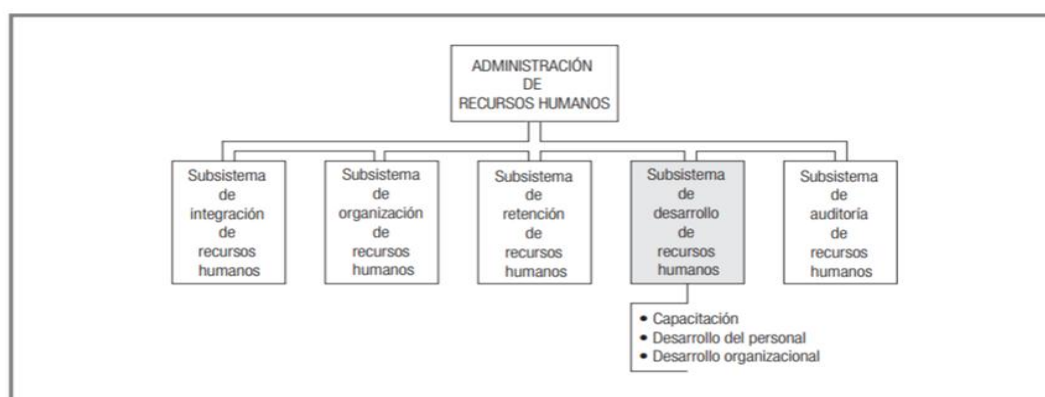 ADMINISTRACIÓN
DE
RECURSOS HUMANOS
Subsistema
de
integración
de
recursos
humanos
Subsistema
de
organización
de
recursos
humanos
Subsistema
de
retención
de
recursos
humanos
Subsistema
de
desarrollo
de
recursos
humanos
Subsistema
de
auditoría
de
recursos
humanos
• Capacitación
• Desarrollo del personal
• Desarrollo organizacional